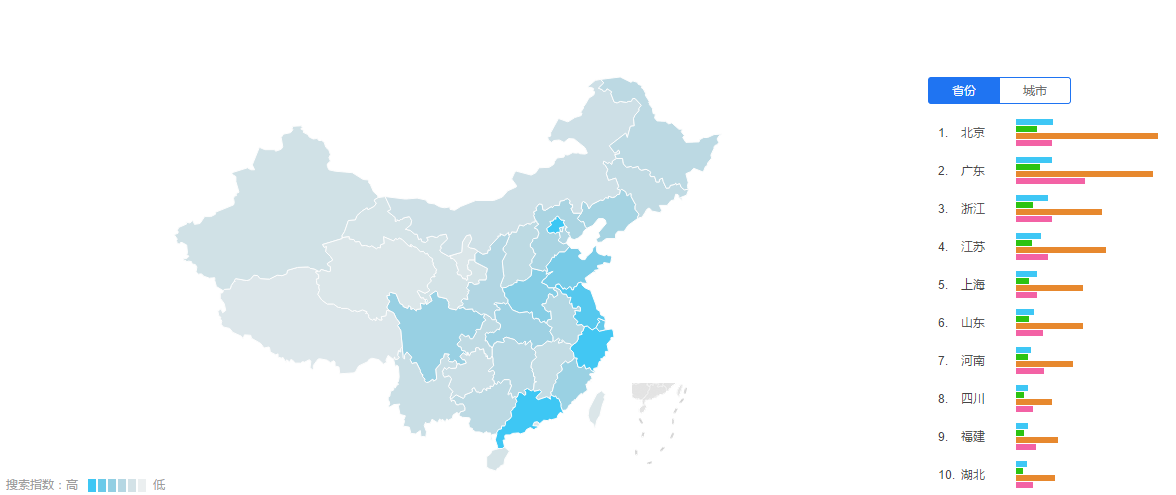 省份 城市
1. 北京
2. 广东
3. 浙江
4. 江苏
5. 上海
6. 山东
7. 河南
8. 四川
9. 福建
10. 湖北
搜索指数：高 低